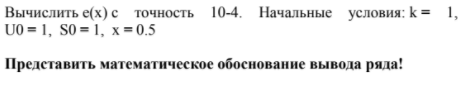 Вычислить e(x) с точность 10-4. Начальные условия: k = 1,
U0 = 1, S0 = 1, x = 0.5
Представить математическое обоснование вывода ряда!